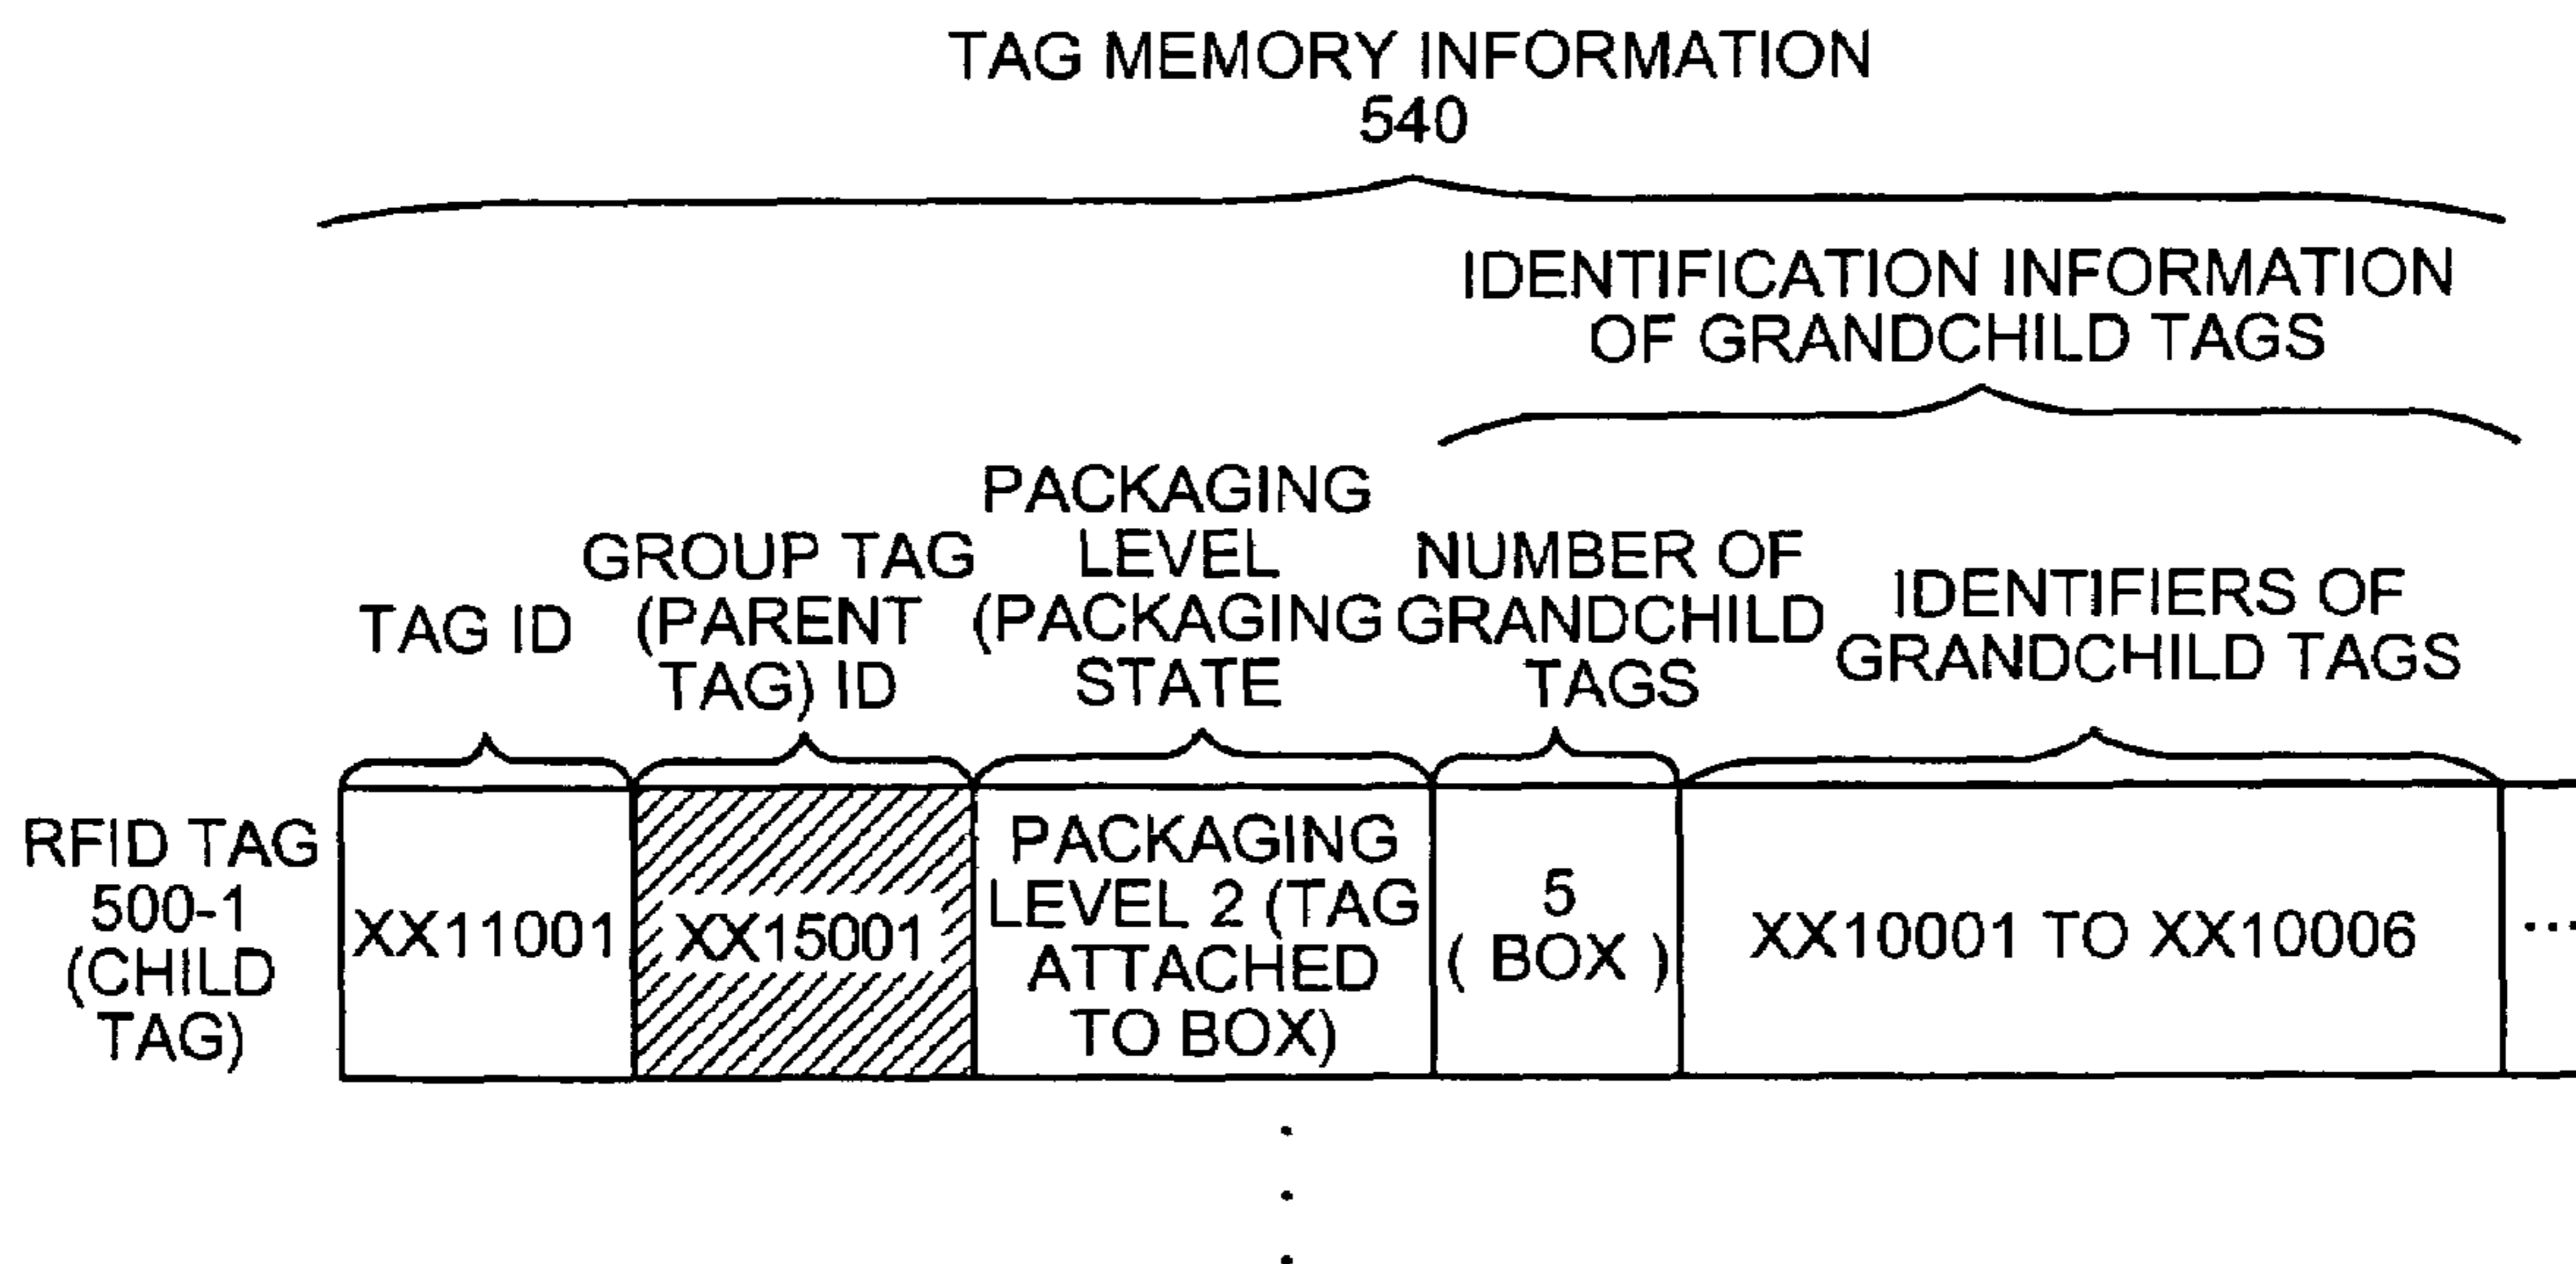 TAG MEMORY INFORMATION
540
IDENTIFICATION INFORMATION
OF GRANDCHILD TAGS
TAG ID
GROUP TAG
(PARENT
TAG) ID
PACKAGING
LEVEL
(PACKAGING
STATE
NUMBER OF
GRANDCHILD
TAGS
IDENTIFIERS OF
GRANDCHILD TAGS
RFID TAG
500-1
(CHILD
TAG)
XX11001
XX15001
PACKAGING
LEVEL 2 (TAG
ATTACHED
TO BOX)
5
( BOX )
XX10001 TO XX10006
...